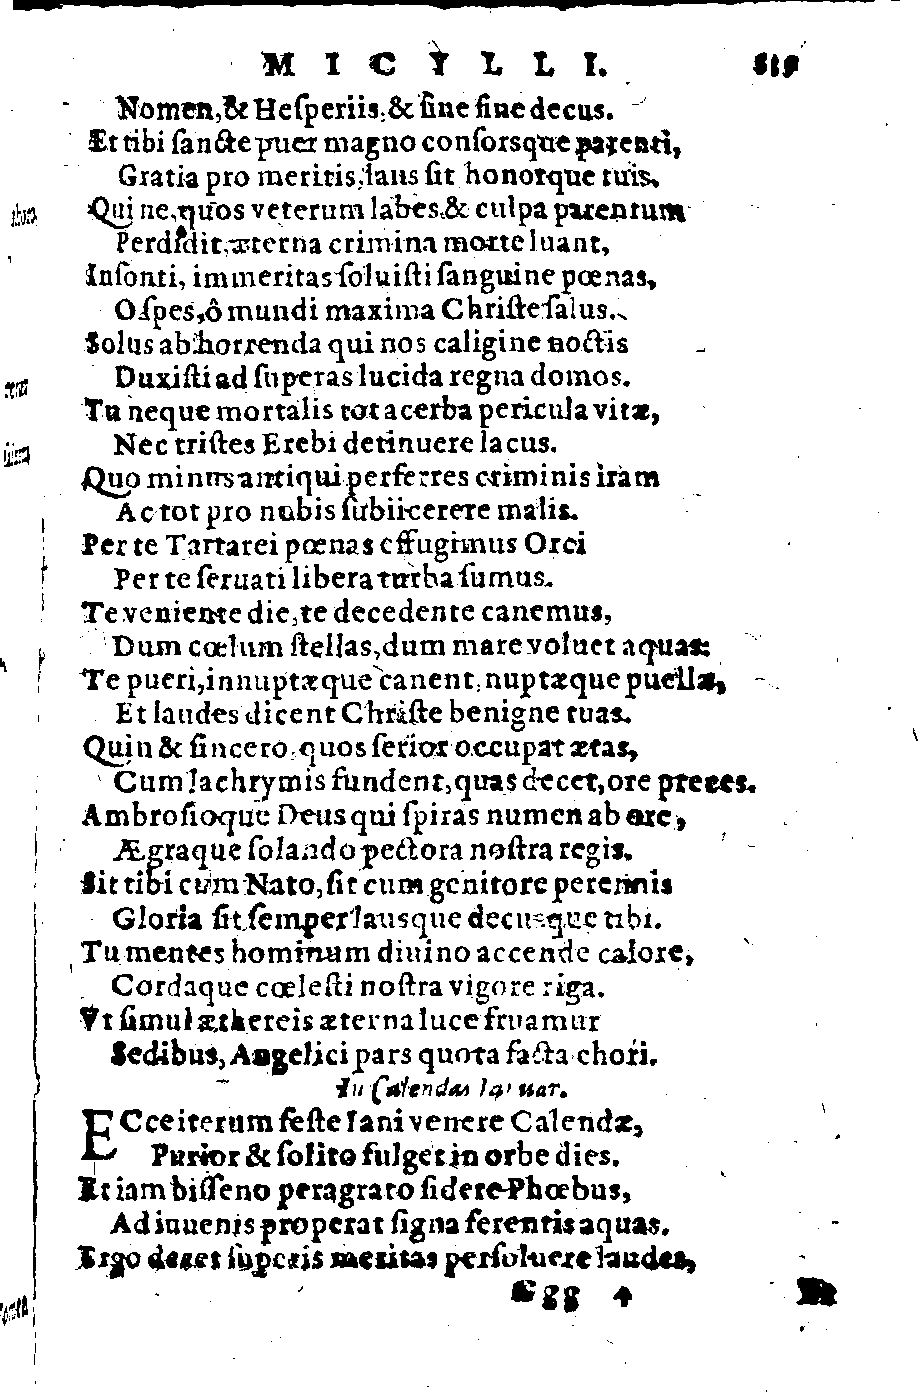 MICYLLI. 819
Nomen, & Heſperiis, & ſine fine decus.
Et tibi ſancte puer magno conſorsque parenti,
Gratia pro meritis, laus ſit honorque tuis.
Qui ne, quos veterum labes, & culpa parentum
Perdidit, æterna crimina morte luant,
Inſonti, immeritas ſoluiſti ſanguine pœnas,
Oſpes, ô mundi maxima Chriſte ſalus.
Solus ab horrenda qui nos caligine noctis
Duxiſti ad ſuperas lucida regna domos.
Tu neque mortalis tot acerba pericula vitæ,
Nec triſtes Erebi detinuere lacus.
Quo minus antiqui perferres criminis iram
Ac tot pro nobis ſubiicerere malis.
Per te Tartarei pœnas effugimus Orci
Per te ſeruati libera turba ſumus.
Te veniente die, te decedente canemus,
Dum cœlum ſtellas, dum mare voluet aquas:
Te pueri, innuptæque canent, nuptæque puellæ,
Et laudes dicent Chriſte benigne tuas.
Quin & ſincero, quos ſerior occupat ætas,
Cum lachrymis fundent, quas decet, ore preces.
Ambroſioque Deus qui ſpiras numen ab ore,
Ægraque ſolando pectora noſtra regis.
Sit tibi cum Nato, ſit cum genitore perennis
Gloria ſit ſemper lausque decusque tibi.
Tu mentes hominum diuino accende calore,
Cordaque cœleſti noſtra vigore riga.
Vt ſimul æthereis æterna luce fruamur
Sedibus, Angelici pars quota facta chori.
In Calendas Ianuar.
ECce iterum feſte Iani venere Calendæ,
Purior & ſolito fulget in orbe dies.
Et iam biſſeno peragrato ſidere Phœbus,
Ad iuuenis properat ſigna ferentis aquas.
Ergo decet ſuperis meritas perſoluere laudes,
Ggg 4